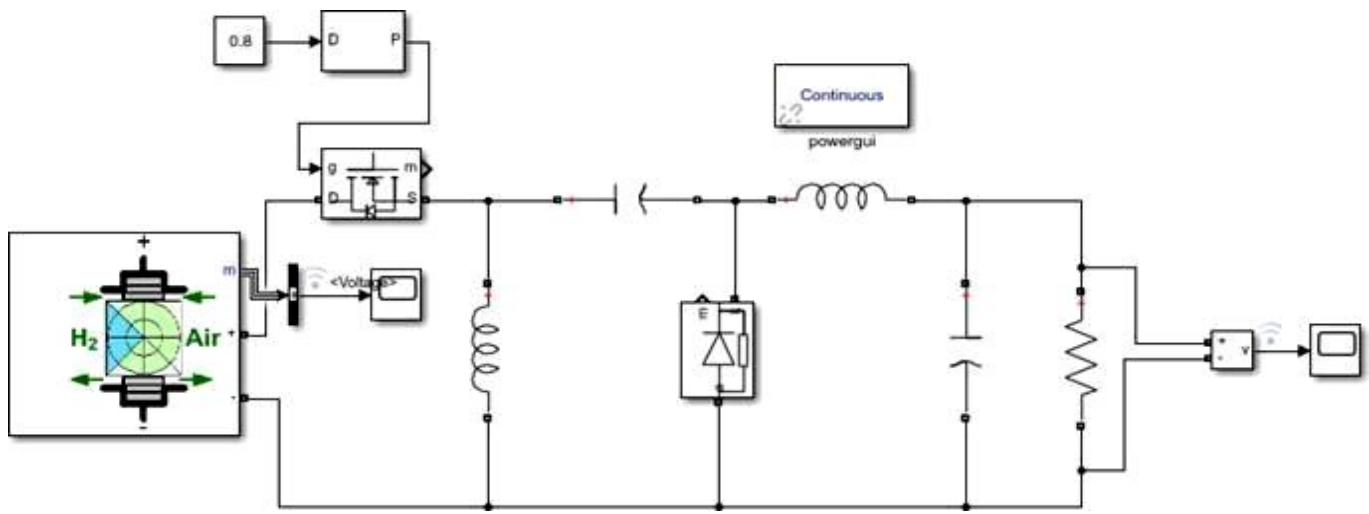 0.8
D P
Continuous
powergui
g m
D S
+
m
<Voltage>
H2 Air
+
-
-
+
-
v